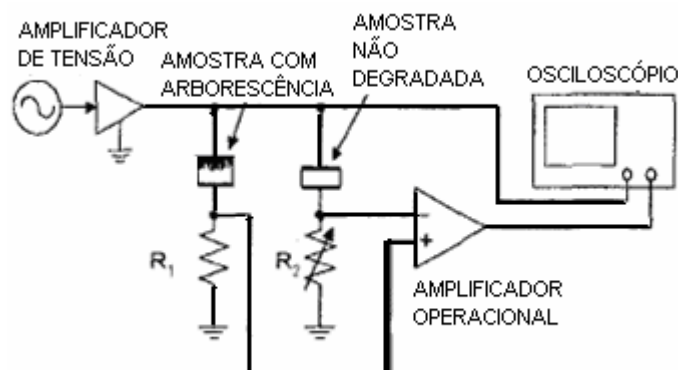 AMPLIFICADOR
DE TENSÃO
AMOSTRA COM
ARBORESCÊNCIA
AMOSTRA
NÃO
DEGRADADA
OSCILOSCÓPIO
R1
R2
-
+
AMPLIFICADOR
OPERACIONAL